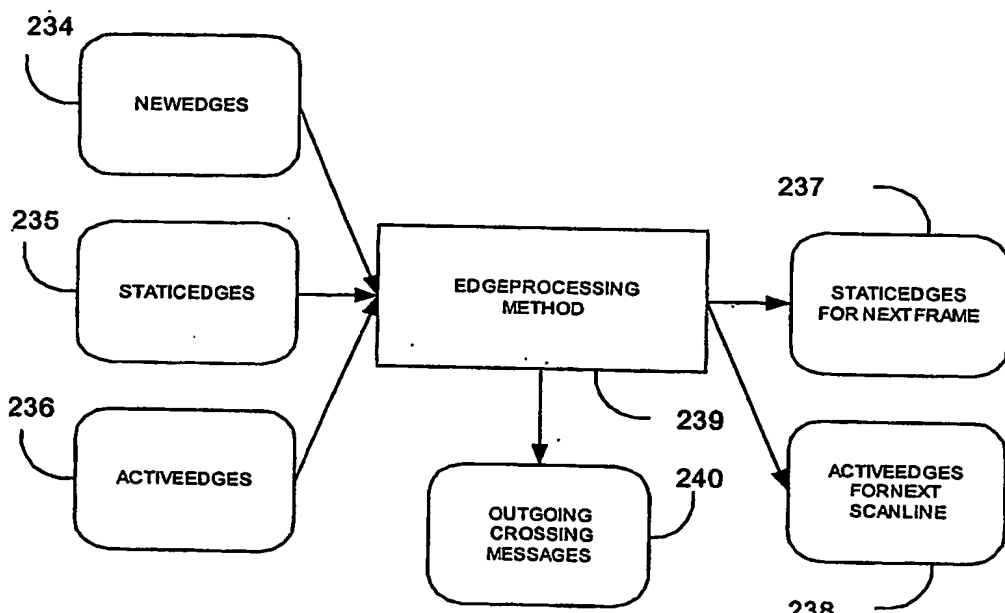 234
NEWEDGES
235
STATICEDGES
236
ACTIVEEDGES
EDGEPROCESSING
METHOD
239
OUTGOING
CROSSING
MESSAGES
240
237
STATICEDGES
FOR NEXT FRAME
ACTIVEEDGES
FORNEXT
SCANLINE
238